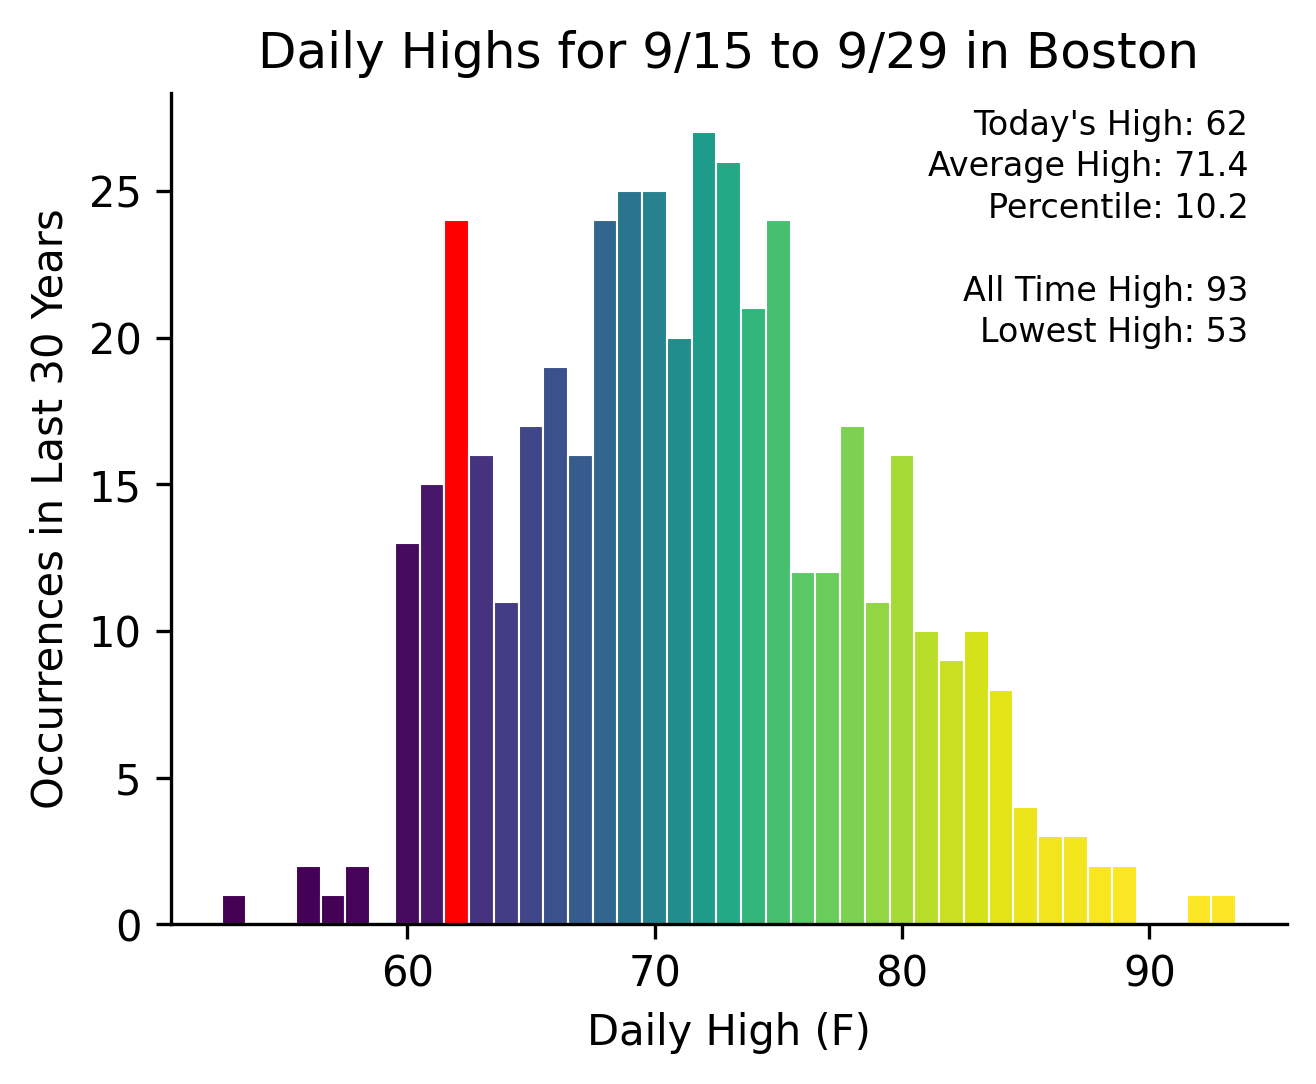 Daily Highs for 9/15 to 9/29 in Boston
Today's High: 62
Average High: 71.4
Percentile: 10.2
All Time High: 93
Lowest High: 53
Occurrences in Last 30 Years
25
20
15
10
5
0
60 70 80 90
Daily High (F)